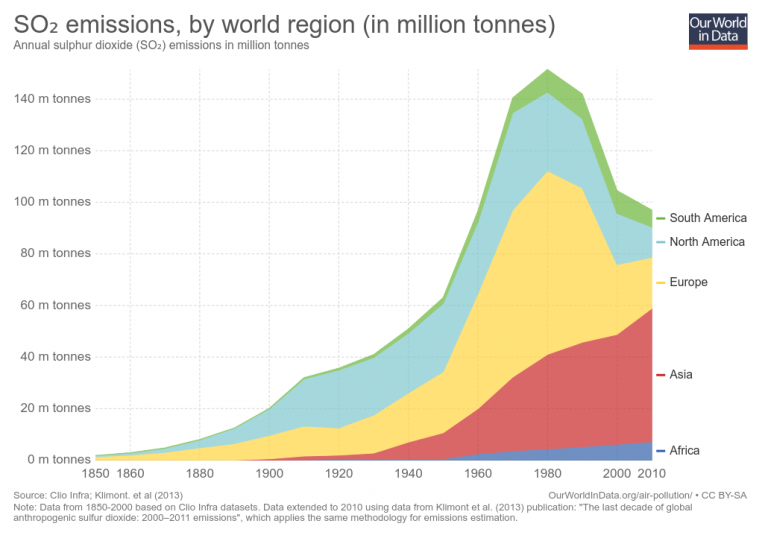 SO₂ emissions, by world region (in million tonnes)
Annual sulphur dioxide (SO₂) emissions in million tonnes
Our World
in Data
140 m tonnes
120 m tonnes
100 m tonnes
80 m tonnes
60 m tonnes
40 m tonnes
20 m tonnes
0 m tonnes
South America
North America
Europe
Asia
Africa
1850 1860 1880 1900 1920 1940 1960 1980 2000 2010
Source: Clio Infra; Klimont. et al (2013)
OurWorldInData.org/air-pollution/ • CC BY-SA
Note: Data from 1850-2000 based on Clio Infra datasets. Data extended to 2010 using data from Klimont et al. (2013) publication: "The last decade of global
anthropogenic sulfur dioxide: 2000–2011 emissions", which applies the same methodology for emissions estimation.